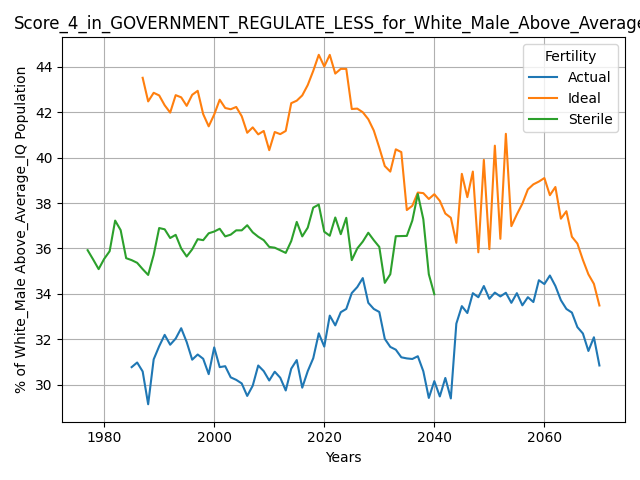 Score_4_in_GOVERNMENT_REGULATE_LESS_for_White_Male_Above_Average
Fertility
Actual
Ideal
Sterile
% of White_Male Above_Average_IQ Population
44
42
40
38
36
34
32
30
1980
2000
2020
2040
2060
Years